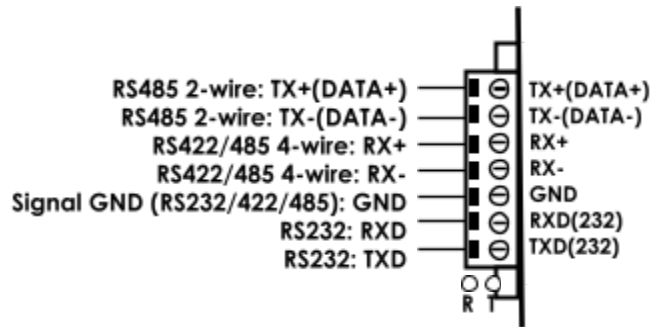 RS485 2-wire: TX+(DATA+) TX+(DATA+)
RS485 2-wire: TX-(DATA-) TX-(DATA-)
RS422/485 4-wire: RX+ RX+
RS422/485 4-wire: RX- RX-
Signal GND (RS232/422/485): GND GND
RS232: RXD RXD(232)
RS232: TXD TXD(232)
R T